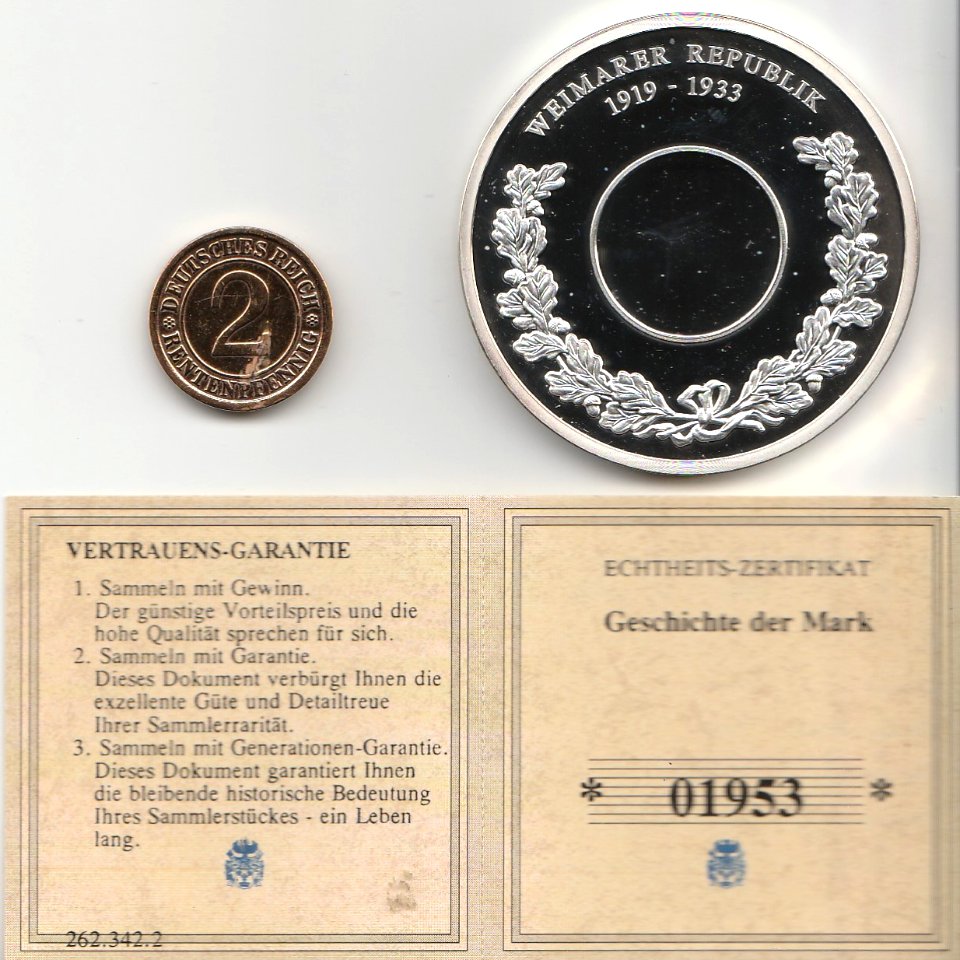 WEIMARER REPUBLIK
1919 - 1933
DEUTSCHES REICH
2
RENTENPFENNIG
VERTRAUENS-GARANTIE
1. Sammeln mit Gewinn.
Der günstige Vorteilspreis und die
hohe Qualität sprechen für sich.
2. Sammeln mit Garantie.
Dieses Dokument verbürgt Ihnen die
exzellente Güte und Detailtreue
Ihrer Sammlerrarität.
3. Sammeln mit Generationen-Garantie.
Dieses Dokument garantiert Ihnen
die bleibende historische Bedeutung
Ihres Sammlerstückes - ein Leben
lang.
262.342.2
ECHTHEITS-ZERTIFIKAT
Geschichte der Mark
* 01953 *